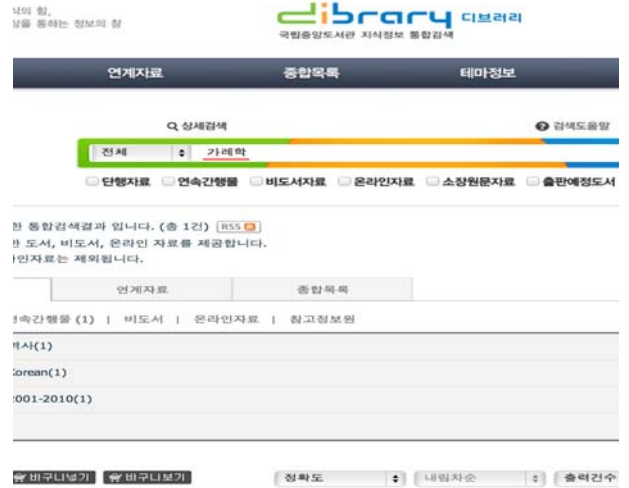 식의 힘,
상을 통하는 정보의 창
dibrary 디브러리
국립중앙도서관 지식정보 통합검색
연계자료 종합목록 테마정보
상세검색 검색도움말
전체 가례학
단행자료 연속간행물 비도서자료 온라인자료 소장원문자료 출판예정도서
한 통합검색결과 입니다. (총 1건) RSS
한 도서, 비도서, 온라인 자료를 제공합니다.
인자료는 제외됩니다.
연계자료 종합목록
연속간행물 (1) | 비도서 | 온라인자료 | 참고정보원
역사(1)
Korean(1)
2001-2010(1)
바구니넣기 바구니보기 정확도 내림차순 출력건수